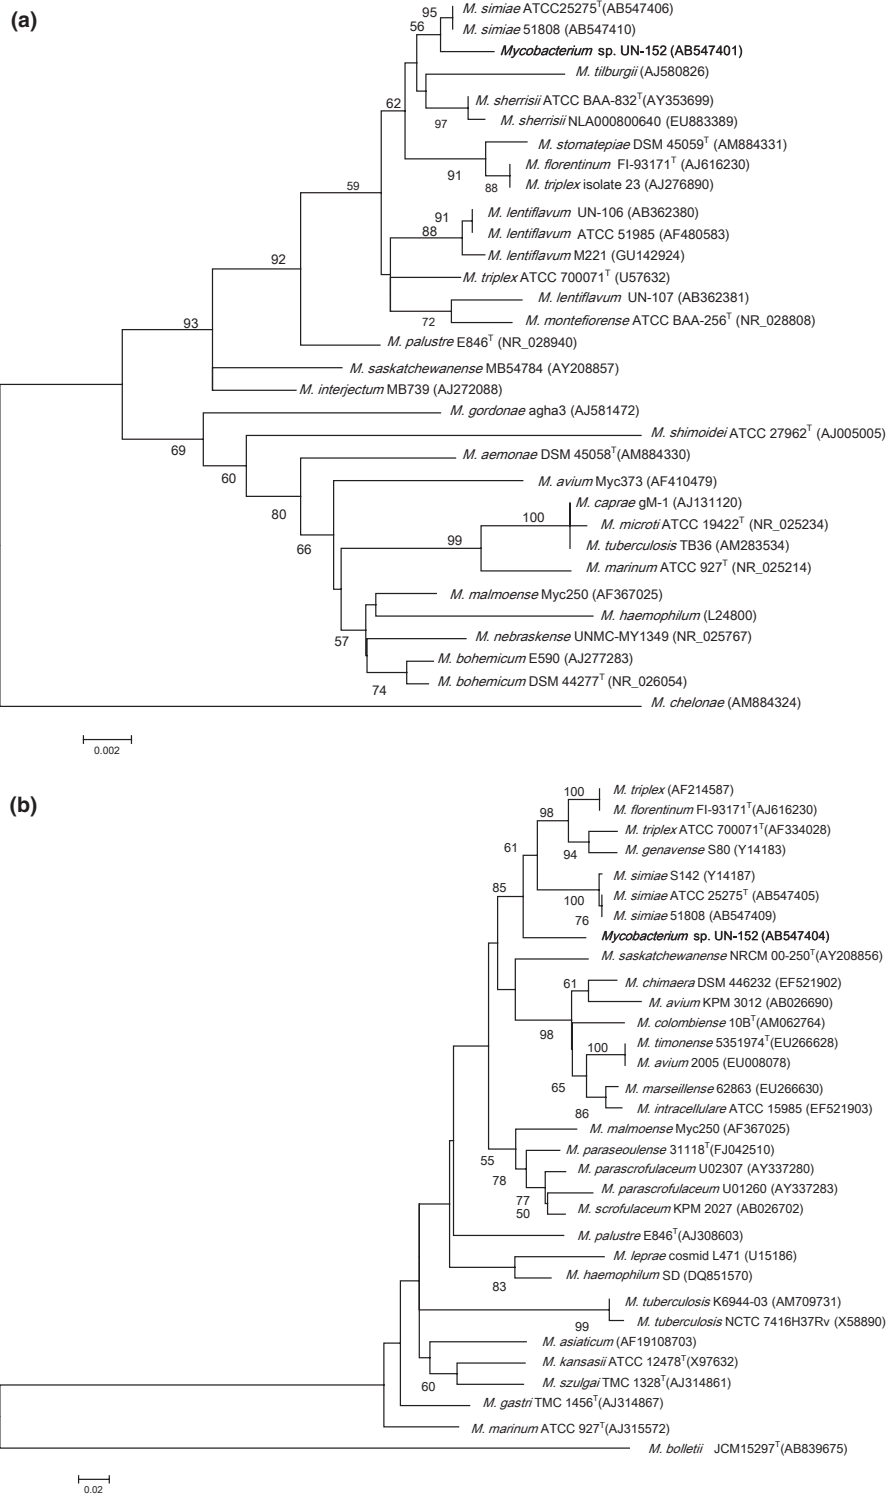 (a)
95
M. simiae ATCC25275T(AB547406)
M. simiae 51808 (AB547410)
56
Mycobacterium sp. UN-152 (AB547401)
M. tilburgii (AJ580826)
62
M. sherrisii ATCC BAA-832T(AY353699)
97
M. sherrisii NLA000800640 (EU883389)
M. stomatepiae DSM 45059T (AM884331)
M. florentinum FI-93171T (AJ616230)
91
88
M. triplex isolate 23 (AJ276890)
59
91
M. lentiflavum UN-106 (AB362380)
88
M. lentiflavum ATCC 51985 (AF480583)
M. lentiflavum M221 (GU142924)
92
M. triplex ATCC 700071T (U57632)
M. lentiflavum UN-107 (AB362381)
72
M. montefiorense ATCC BAA-256T (NR_028808)
93
M. palustre E846T (NR_028940)
M. saskatchewanense MB54784 (AY208857)
M. interjectum MB739 (AJ272088)
M. gordonae agha3 (AJ581472)
69
M. shimoidei ATCC 27962T (AJ005005)
60
M. aemonae DSM 45058T(AM884330)
80
M. avium Myc373 (AF410479)
M. caprae gM-1 (AJ131120)
100
M. microti ATCC 19422T (NR_025234)
66
99
M. tuberculosis TB36 (AM283534)
M. marinum ATCC 927T (NR_025214)
M. malmoense Myc250 (AF367025)
M. haemophilum (L24800)
57
M. nebraskense UNMC-MY1349 (NR_025767)
M. bohemicum E590 (AJ277283)
74
M. bohemicum DSM 44277T (NR_026054)
M. chelonae (AM884324)
0.002
(b)
100
M. triplex (AF214587)
98
M. florentinum FI-93171T(AJ616230)
M. triplex ATCC 700071T(AF334028)
61
94
M. genavense S80 (Y14183)
M. simiae S142 (Y14187)
85
100
M. simiae ATCC 25275T (AB547405)
76
M. simiae 51808 (AB547409)
Mycobacterium sp. UN-152 (AB547404)
M. saskatchewanense NRCM 00-250T(AY208856)
61
M. chimaera DSM 446232 (EF521902)
M. avium KPM 3012 (AB026690)
98
M. colombiense 10BT(AM062764)
100
M. timonense 5351974T(EU266628)
M. avium 2005 (EU008078)
65
M. marseillense 62863 (EU266630)
86
M. intracellulare ATCC 15985 (EF521903)
M. malmoense Myc250 (AF367025)
55
M. paraseoulense 31118T(FJ042510)
78
M. parascrofulaceum U02307 (AY337280)
77
M. parascrofulaceum U01260 (AY337283)
50
M. scrofulaceum KPM 2027 (AB026702)
M. palustre E846T(AJ308603)
M. leprae cosmid L471 (U15186)
83
M. haemophilum SD (DQ851570)
M. tuberculosis K6944-03 (AM709731)
99
M. tuberculosis NCTC 7416H37Rv (X58890)
M. asiaticum (AF19108703)
M. kansasii ATCC 12478T(X97632)
60
M. szulgai TMC 1328T(AJ314861)
M. gastri TMC 1456T(AJ314867)
M. marinum ATCC 927T(AJ315572)
M. bolletii JCM15297T(AB839675)
0.02